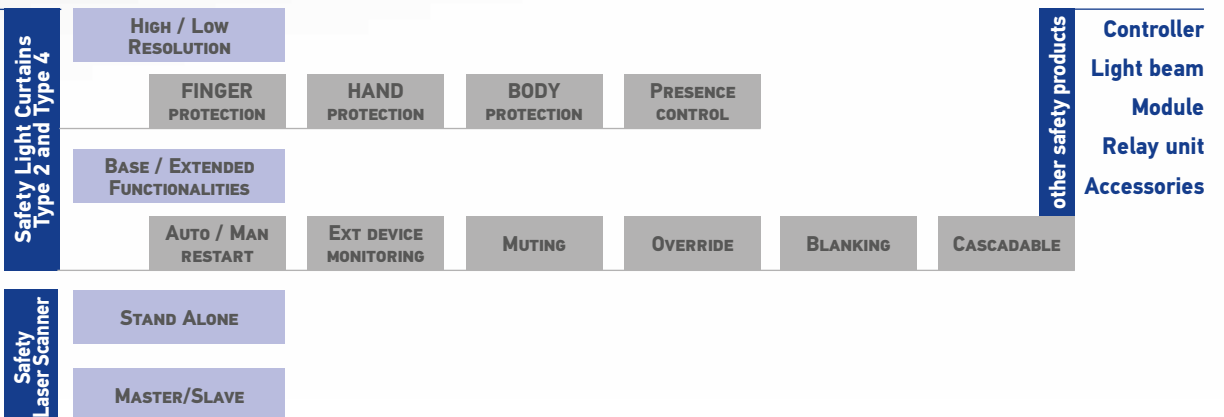 Safety Light Curtains
Type 2 and Type 4
High / Low
Resolution
FINGER
PROTECTION
HAND
PROTECTION
BODY
PROTECTION
Presence
control
Base / Extended
Functionalities
Auto / Man
restart
Ext device
monitoring
Muting
Override
Blanking
Cascadable
Safety
Laser Scanner
Stand Alone
Master/Slave
other safety products
Controller
Light beam
Module
Relay unit
Accessories